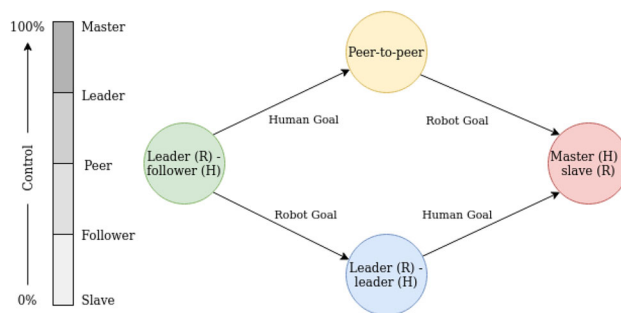 100%
Master
Leader
Peer
Follower
Slave
0%
Control
Leader (R) -
follower (H)
Human Goal
Robot Goal
Peer-to-peer
Leader (R) -
leader (H)
Robot Goal
Human Goal
Master (H)
slave (R)